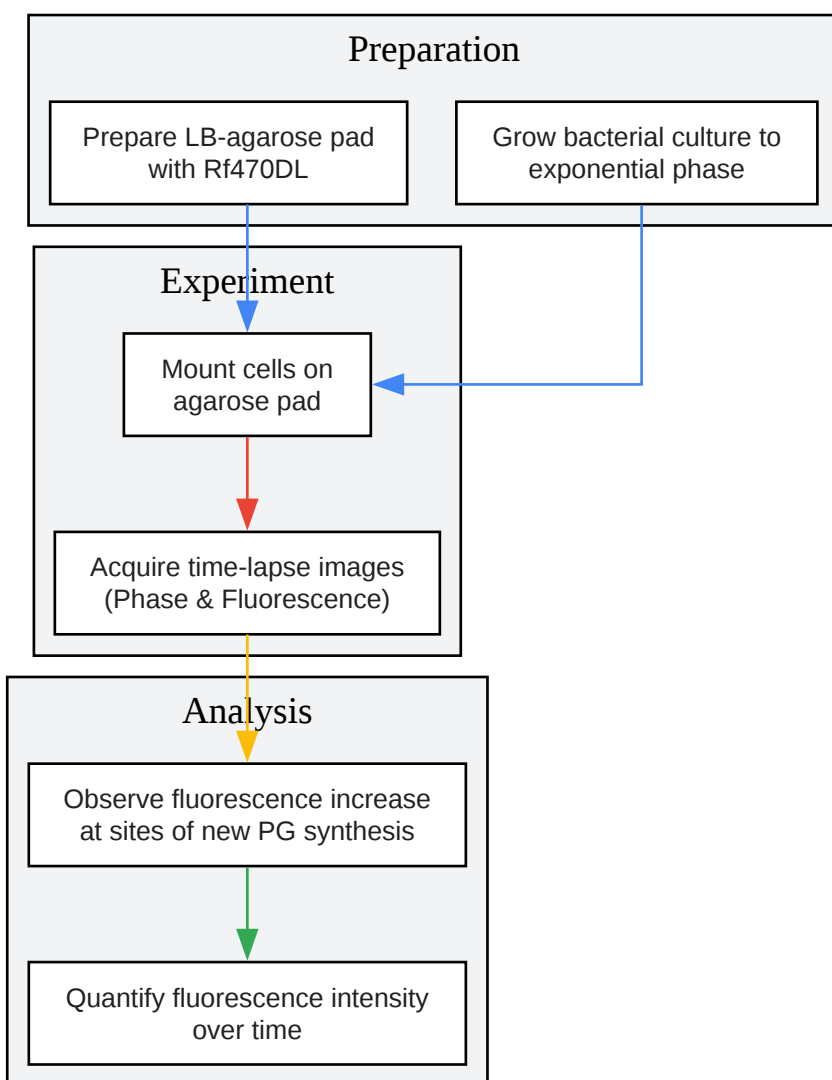 Preparation
Prepare LB-agarose pad
with Rf470DL
Grow bacterial culture to
exponential phase
Experiment
Mount cells on
agarose pad
Acquire time-lapse images
(Phase & Fluorescence)
Analysis
Observe fluorescence increase
at sites of new PG synthesis
Quantify fluorescence intensity
over time